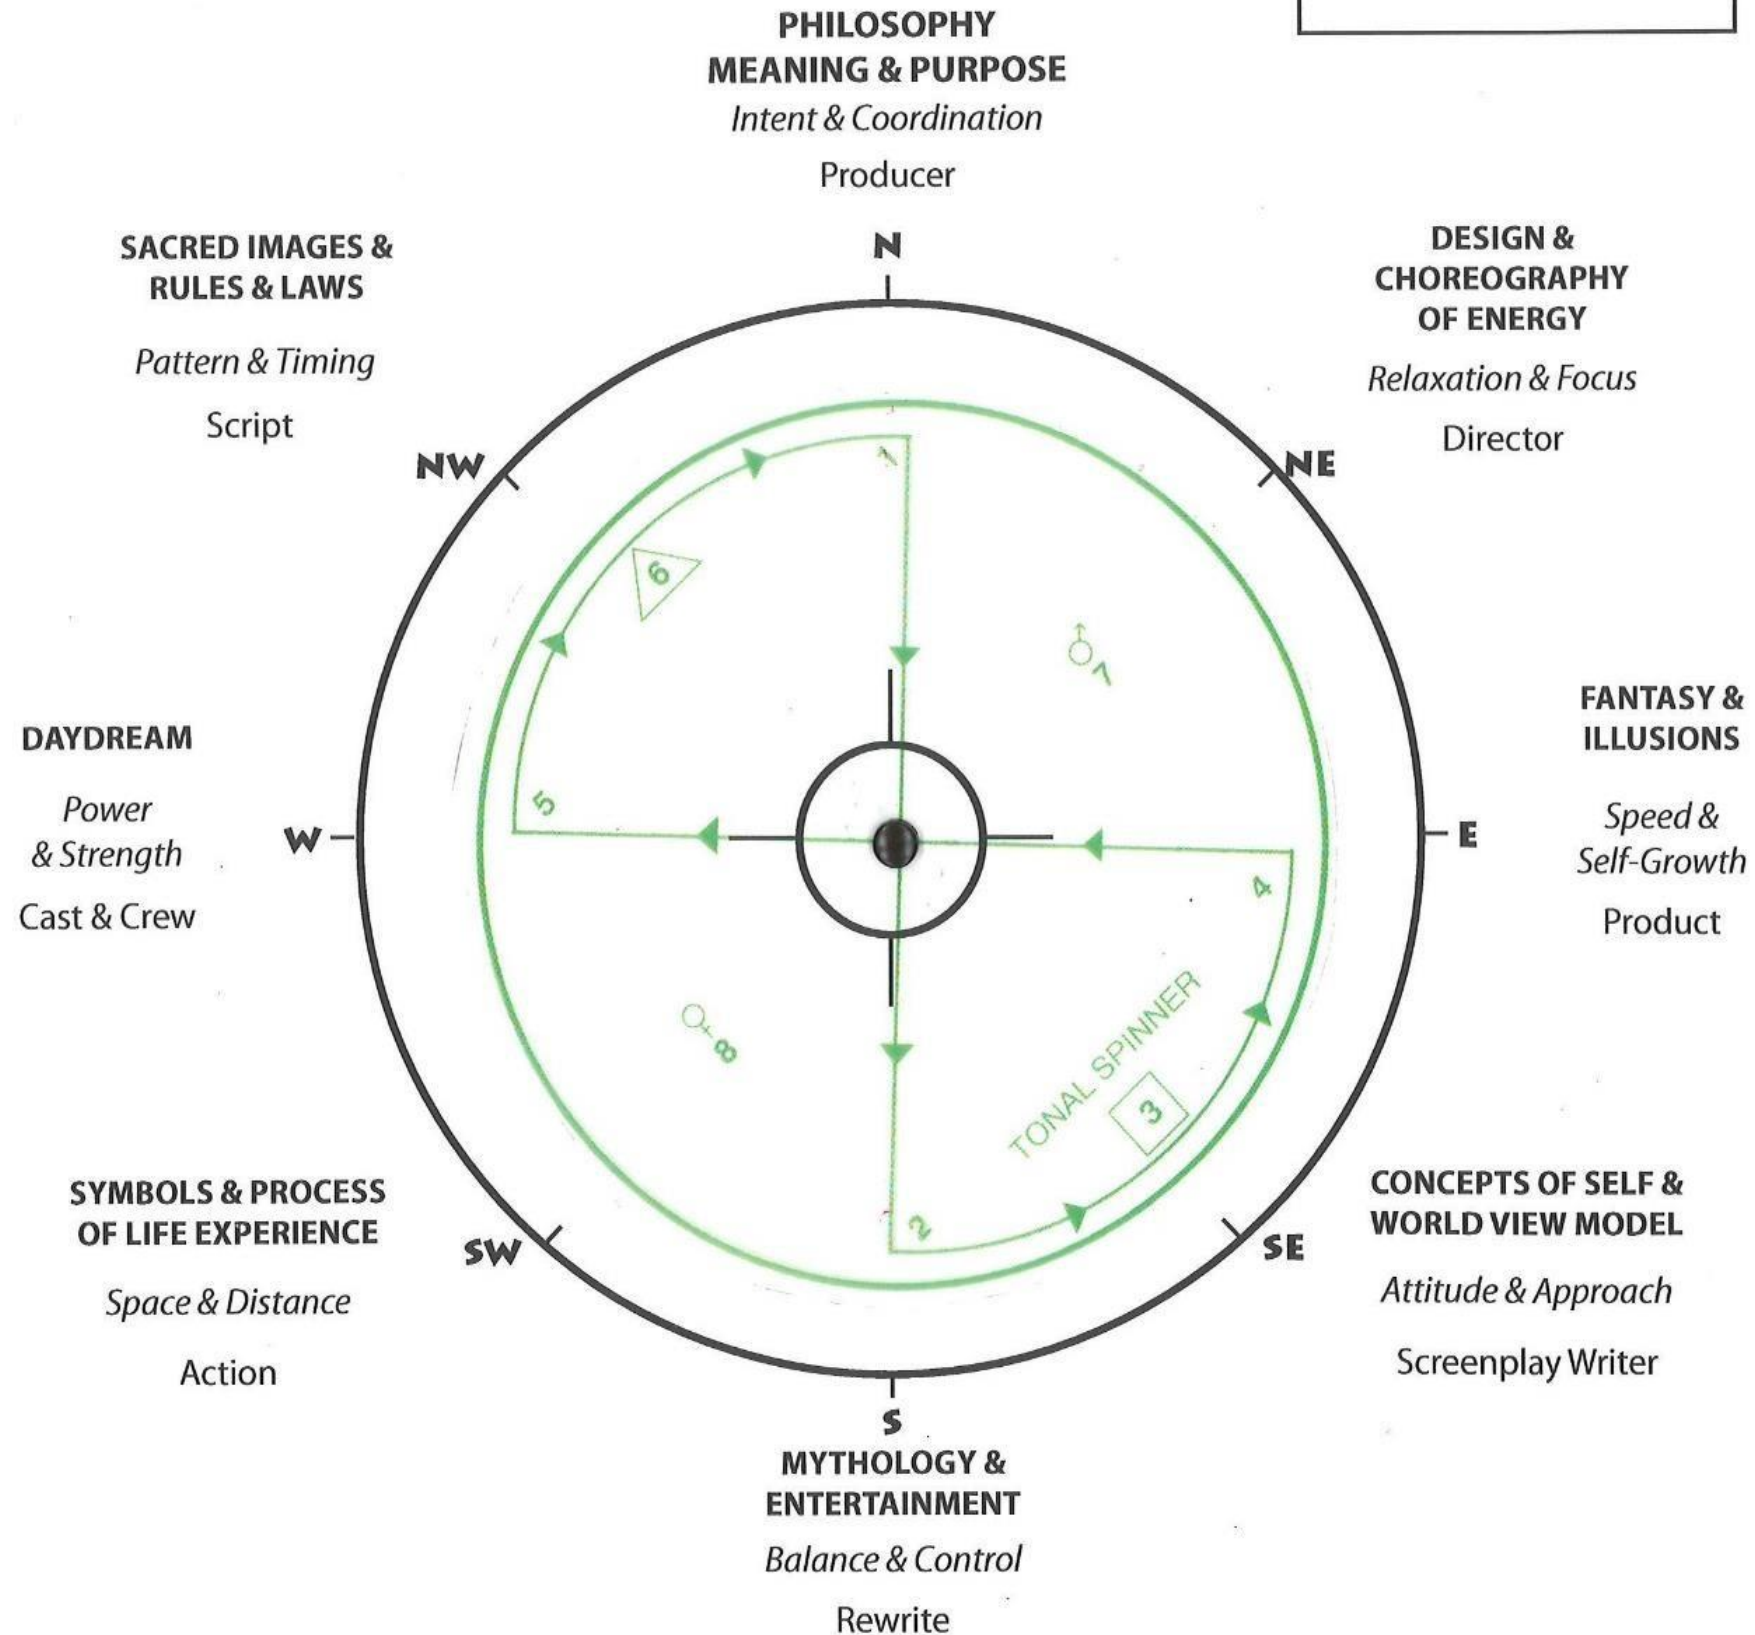 PHILOSOPHY
MEANING & PURPOSE
Intent & Coordination
Producer
N
SACRED IMAGES &
RULES & LAWS
Pattern & Timing
Script
NW
DESIGN &
CHOREOGRAPHY
OF ENERGY
Relaxation & Focus
Director
NE
1
6
7
DAYDREAM
Power
& Strength
Cast & Crew
W
5
FANTASY &
ILLUSIONS
Speed &
Self-Growth
Product
E
4
8
TONAL SPINNER
3
2
SYMBOLS & PROCESS
OF LIFE EXPERIENCE
Space & Distance
Action
SW
CONCEPTS OF SELF &
WORLD VIEW MODEL
Attitude & Approach
Screenplay Writer
SE
S
MYTHOLOGY &
ENTERTAINMENT
Balance & Control
Rewrite